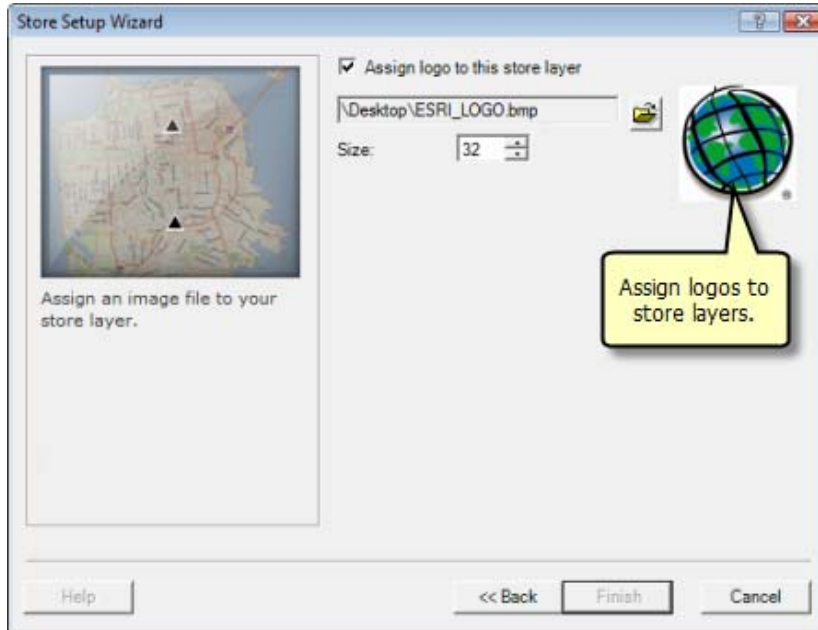 Store Setup Wizard
Assign logo to this store layer
\Desktop\ESRI_LOGO.bmp
Size:
32
®
Assign an image file to your
store layer.
Assign logos to
store layers.
Help
<< Back
Finish
Cancel